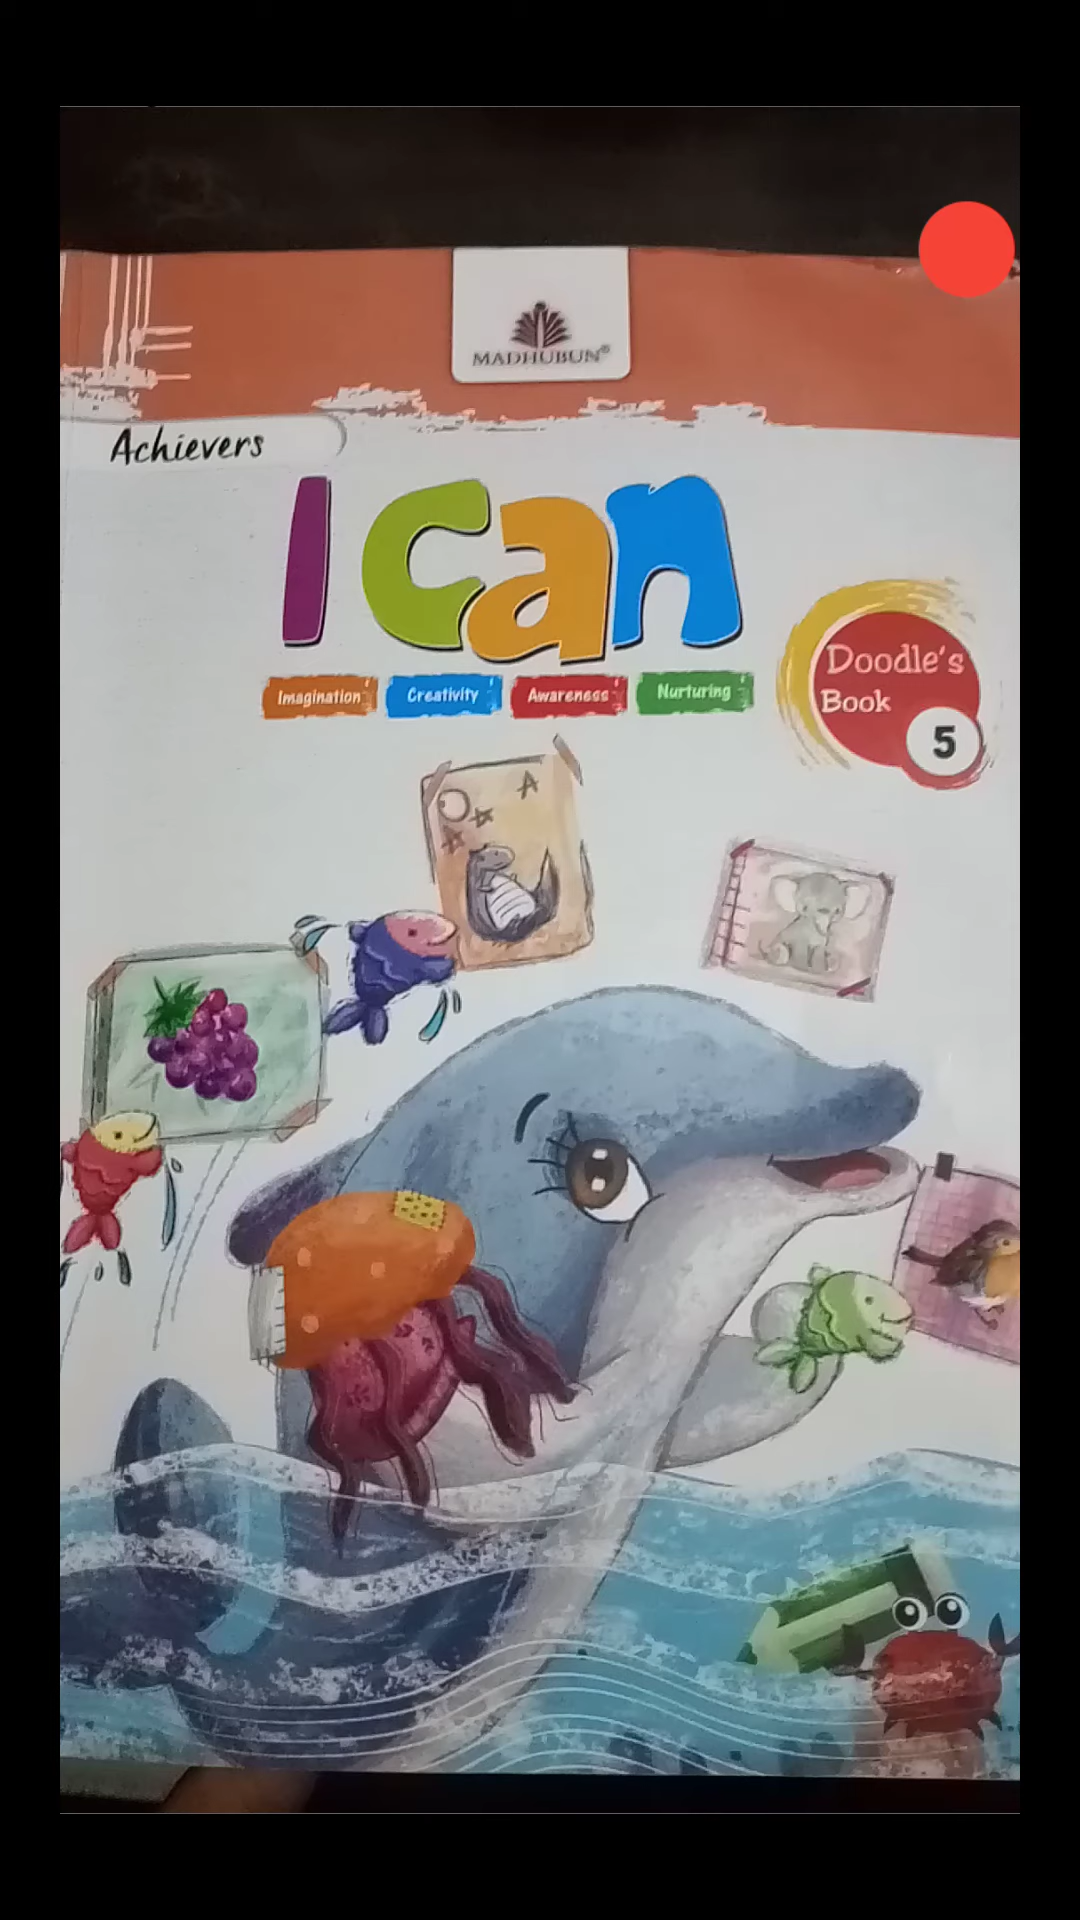 MADHUBUN®
Achievers
I can
Imagination Creativity Awareness Nurturing
Doodle's
Book
5
A